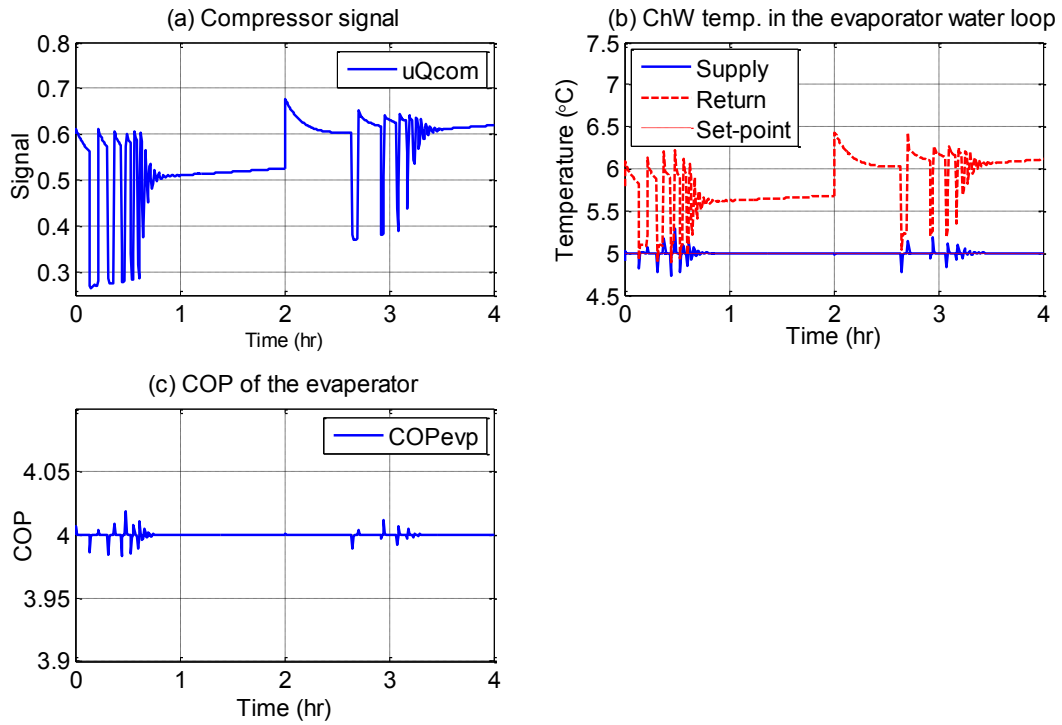 (a) Compressor signal
0.8
0.7
0.6
0.5
0.4
0.3
Signal
uQcom
0 1 2 3 4
Time (hr)
(b) ChW temp. in the evaporator water loop
7.5
7
6.5
6
5.5
5
4.5
Temperature (°C)
Supply
Return
Set-point
0 1 2 3 4
Time (hr)
(c) COP of the evaperator
4.05
4
3.95
3.9
COP
COPevp
0 1 2 3 4
Time (hr)